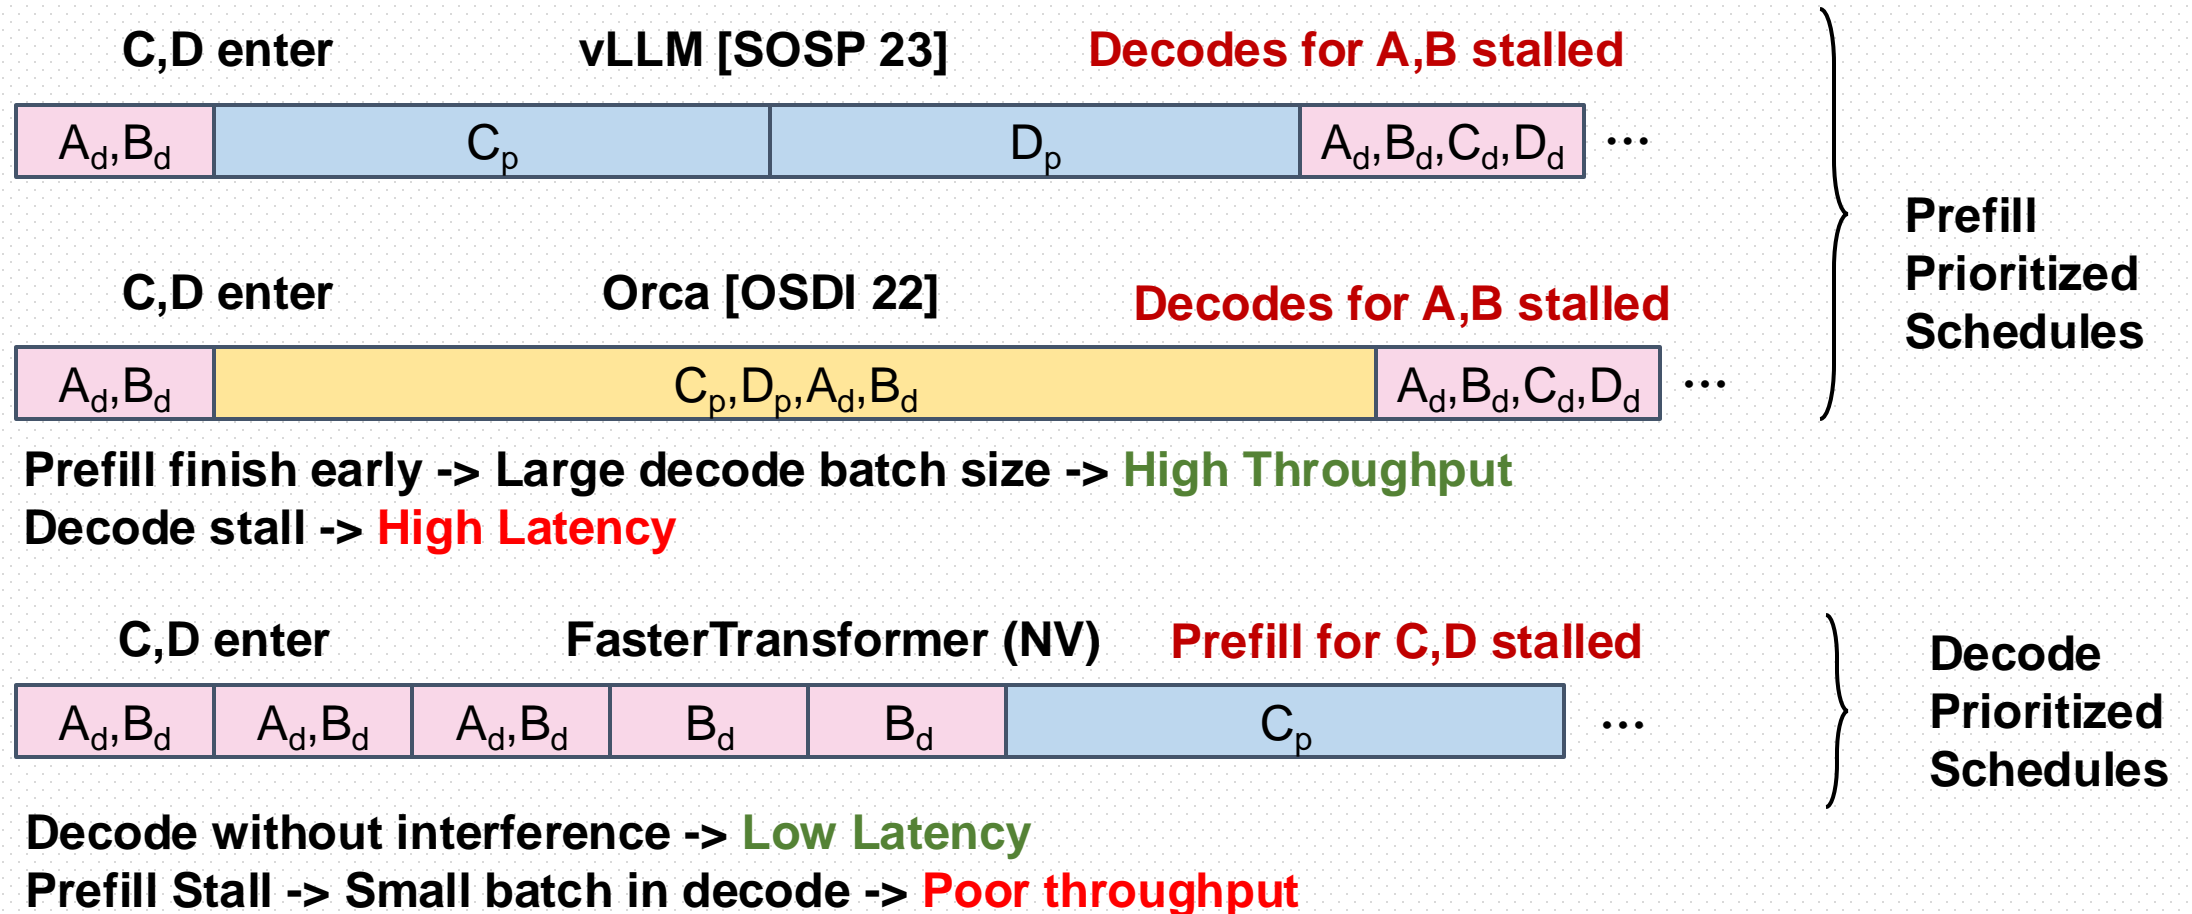 C,D enter vLLM [SOSP 23] Decodes for A,B stalled
Ad,Bd Cp Dp Ad,Bd,Cd,Dd ...
C,D enter Orca [OSDI 22] Decodes for A,B stalled
Ad,Bd Cp,Dp,Ad,Bd Ad,Bd,Cd,Dd ...
Prefill
Prioritized
Schedules
Prefill finish early -> Large decode batch size -> High Throughput
Decode stall -> High Latency
C,D enter FasterTransformer (NV) Prefill for C,D stalled
Ad,Bd Ad,Bd Ad,Bd Bd Bd Cp ...
Decode
Prioritized
Schedules
Decode without interference -> Low Latency
Prefill Stall -> Small batch in decode -> Poor throughput